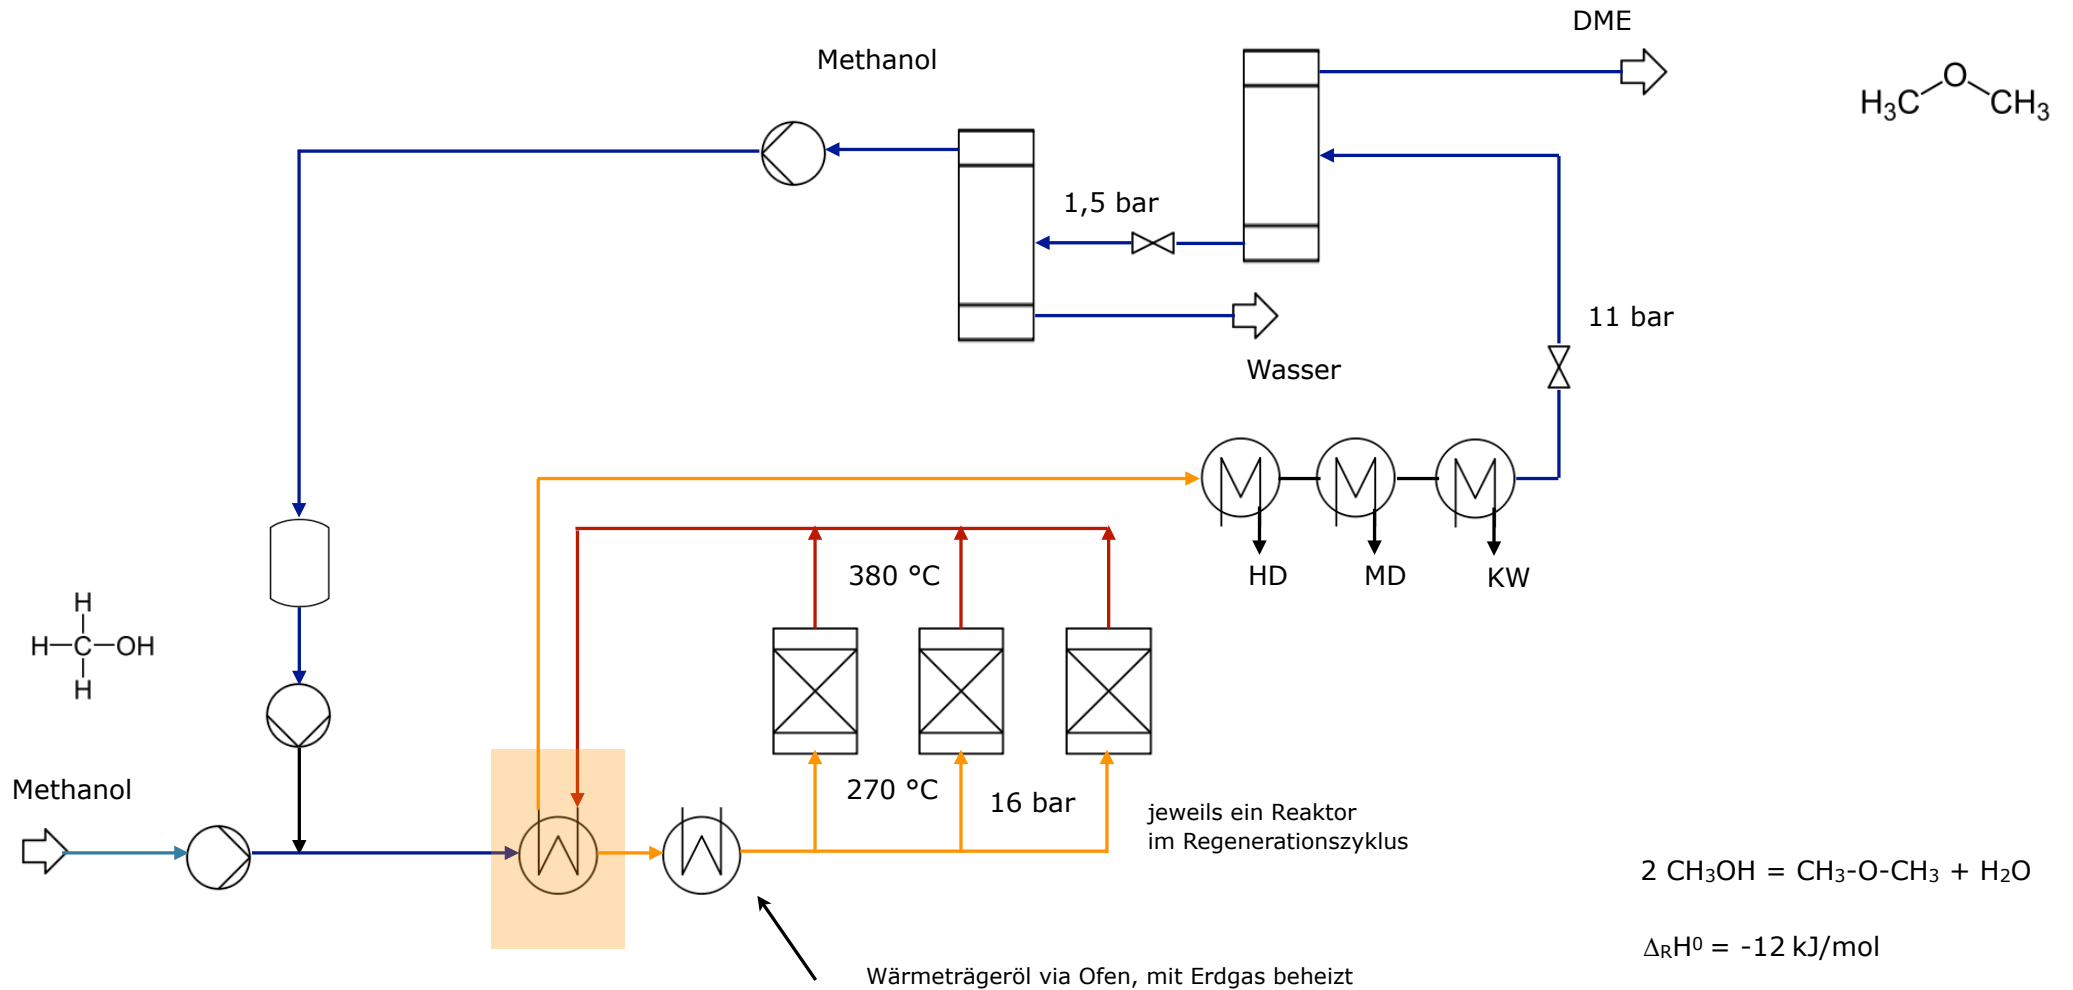 DME
Methanol
H₃C O CH₃
1,5 bar
11 bar
Wasser
380 °C
HD
MD
KW
H
H—C—OH
H
Methanol
270 °C
16 bar
jeweils ein Reaktor
im Regenerationszyklus
2 CH₃OH = CH₃-O-CH₃ + H₂O
ΔRH⁰ = -12 kJ/mol
Wärmeträgeröl via Ofen, mit Erdgas beheizt